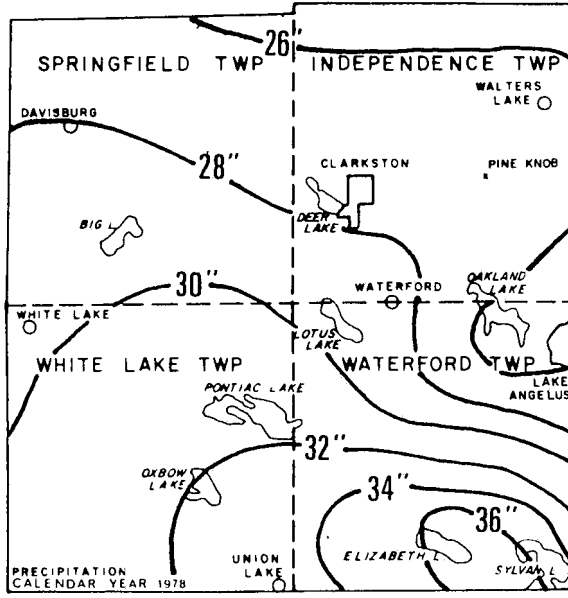 26"
SPRINGFIELD TWP
INDEPENDENCE TWP
WALTERS
LAKE
DAVISBURG
28"
CLARKSTON
PINE KNOB
DEER
LAKE
BIG L
30"
WATERFORD
OAKLAND
LAKE
WHITE LAKE
LOTUS
LAKE
WHITE LAKE TWP
WATERFORD TWP
PONTIAC LAKE
LAKE
ANGELUS
32"
OXBOW
LAKE
34"
36"
ELIZABETH L
SYLVAN L
UNION
LAKE
PRECIPITATION
CALENDAR YEAR 1978